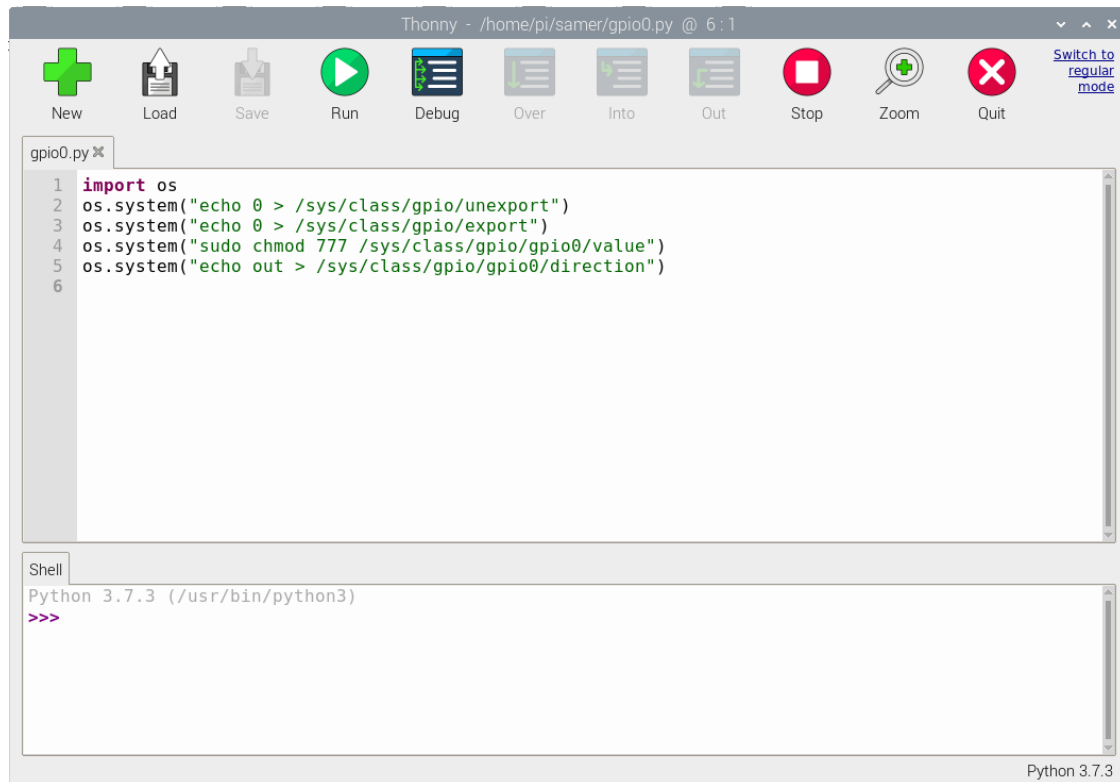 Thonny - /home/pi/samer/gpio0.py @ 6:1
New Load Save Run Debug Over Into Out Stop Zoom Quit
Switch to
regular
mode
gpio0.py
1 import os
2 os.system("echo 0 > /sys/class/gpio/unexport")
3 os.system("echo 0 > /sys/class/gpio/export")
4 os.system("sudo chmod 777 /sys/class/gpio/gpio0/value")
5 os.system("echo out > /sys/class/gpio/gpio0/direction")
6
Shell
Python 3.7.3 (/usr/bin/python3)
>>>
Python 3.7.3